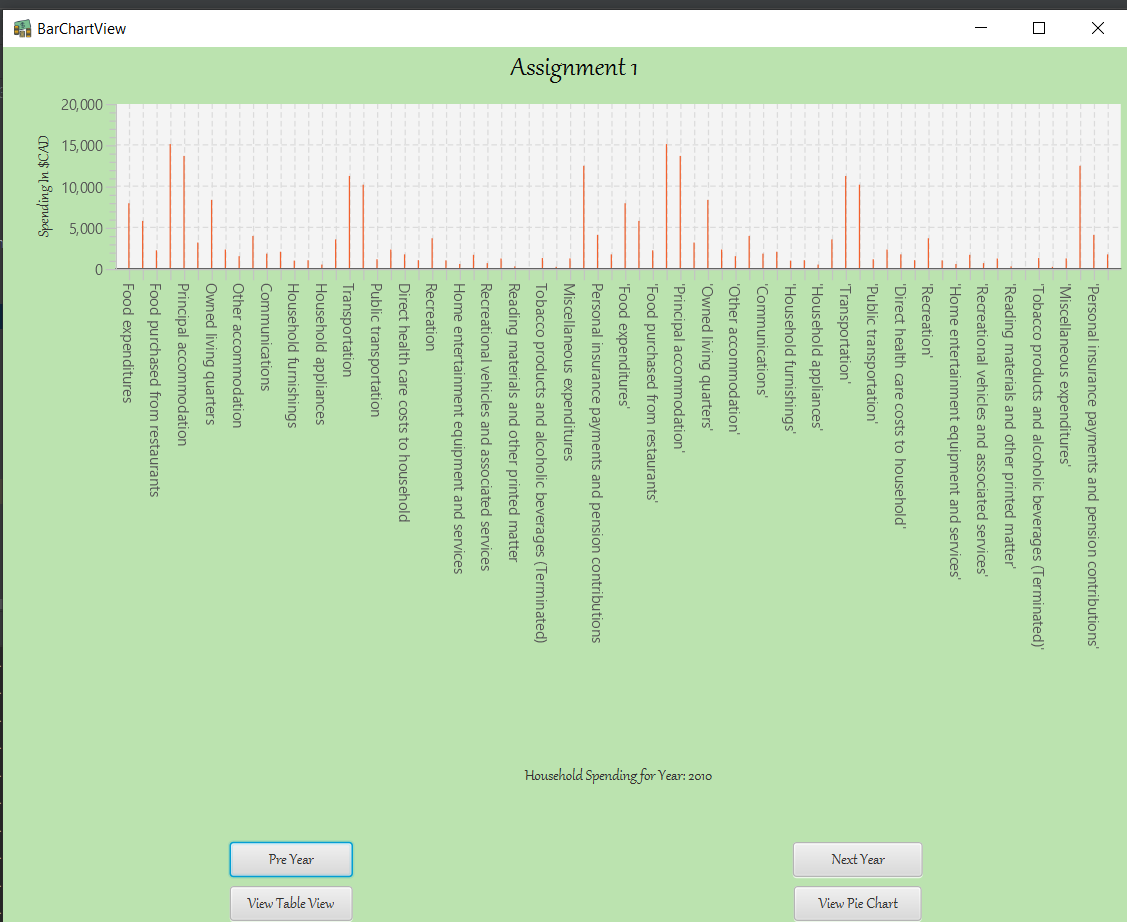 BarChartView
Assignment 1
Spending In $CAD
20,000
15,000
10,000
5,000
0
Food expenditures
Food purchased from restaurants
Principal accommodation
Owned living quarters
Other accommodation
Communications
Household furnishings
Household appliances
Transportation
Public transportation
Direct health care costs to household
Recreation
Home entertainment equipment and services
Recreational vehicles and associated services
Reading materials and other printed matter
Tobacco products and alcoholic beverages (Terminated)
Miscellaneous expenditures
Personal insurance payments and pension contributions
'Food expenditures'
'Food purchased from restaurants'
'Principal accommodation'
'Owned living quarters'
'Other accommodation'
'Communications'
'Household furnishings'
'Household appliances'
'Transportation'
'Public transportation'
'Direct health care costs to household'
'Recreation'
'Home entertainment equipment and services'
'Recreational vehicles and associated services'
'Reading materials and other printed matter'
'Tobacco products and alcoholic beverages (Terminated)'
'Miscellaneous expenditures'
'Personal insurance payments and pension contributions'
Household Spending for Year: 2010
Pre Year
Next Year
View Table View
View Pie Chart